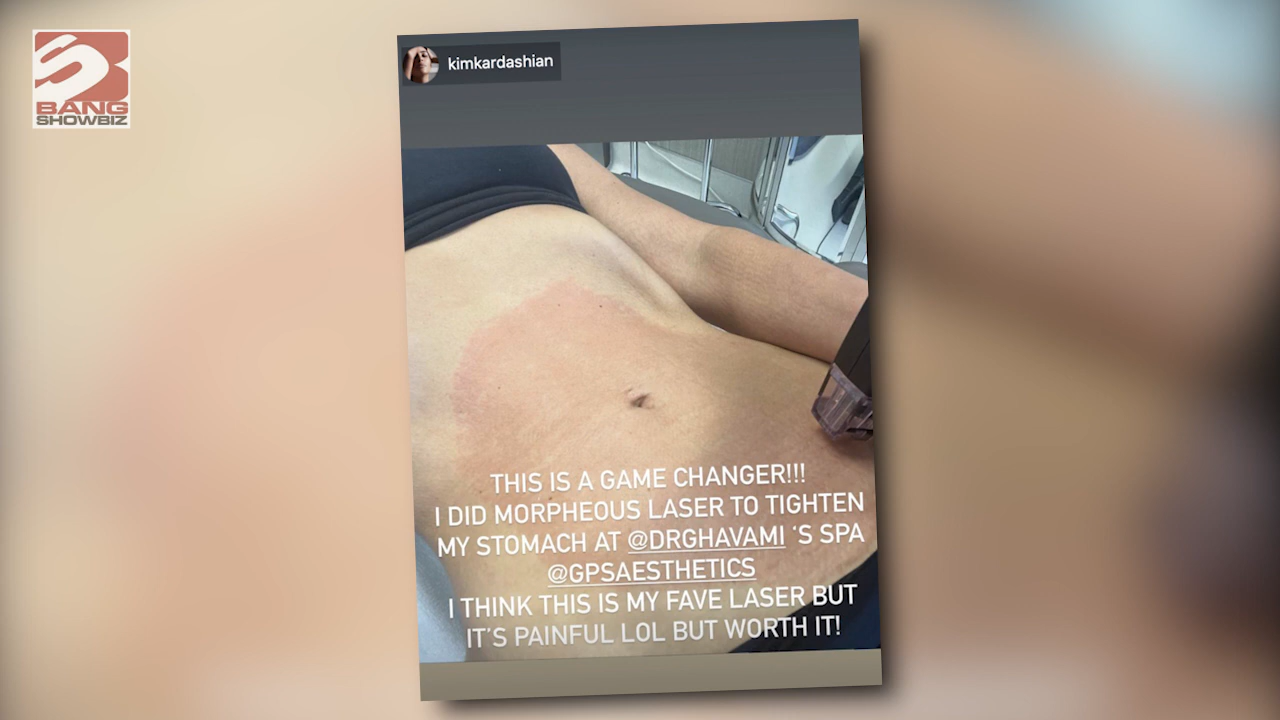 BANG
SHOWBIZ
kimkardashian
THIS IS A GAME CHANGER!!!
I DID MORPHEOUS LASER TO TIGHTEN
MY STOMACH AT @DRGHAVAMI 'S SPA
@GPSAESTHETICS
I THINK THIS IS MY FAVE LASER BUT
IT'S PAINFUL LOL BUT WORTH IT!